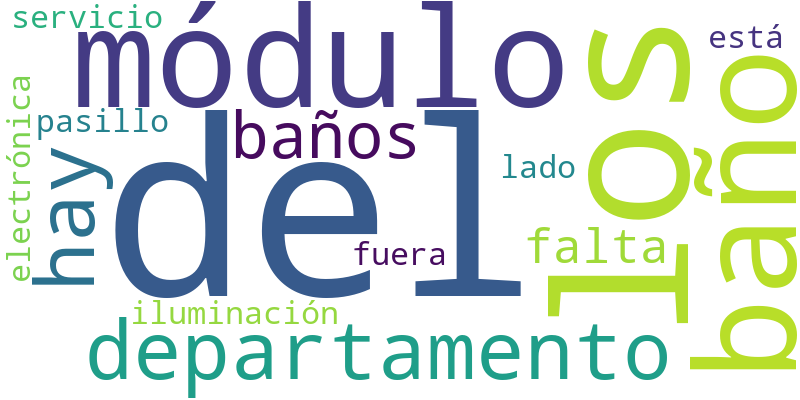 servicio
módulo
está
los
baño
electrónica
pasillo
hay
baños
del
lado
falta
fuera
iluminación
departamento